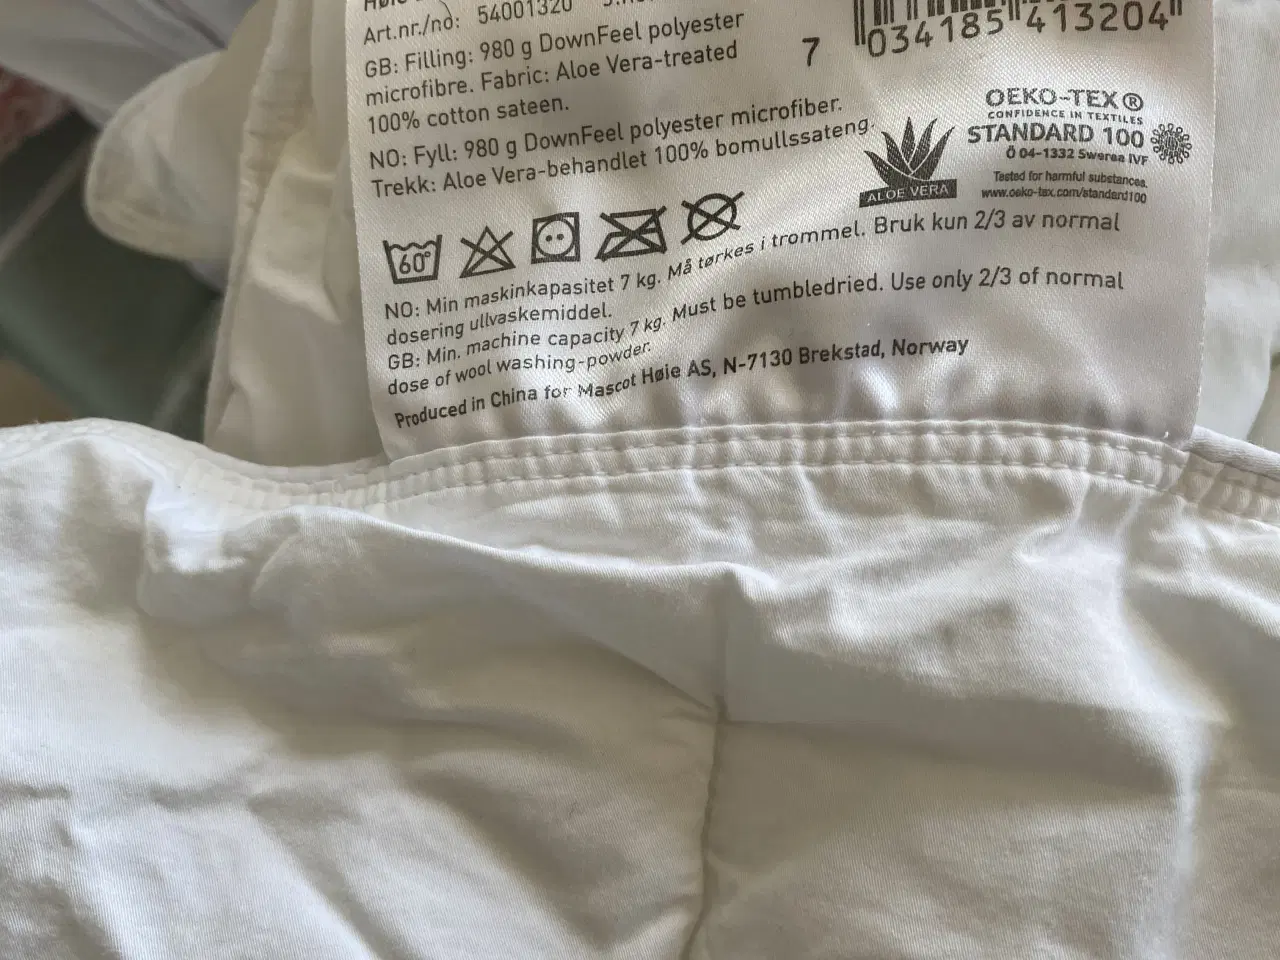 Art.nr./no: 54001320
GB: Filling: 980 g DownFeel polyester
microfibre. Fabric: Aloe Vera-treated
100% cotton sateen.
NO: Fyll: 980 g DownFeel polyester microfiber.
Trekk: Aloe Vera-behandlet 100% bomullssateng.
7 034185 413204
OEKO-TEX®
CONFIDENCE IN TEXTILES
STANDARD 100
Ö 04-1332 Swerea IVF
Tested for harmful substances.
www.oeko-tex.com/standard100
ALOE VERA
60°
NO: Min maskinkapasitet 7 kg. Må tørkes i trommel. Bruk kun 2/3 av normal
dosering ullvaskemiddel.
GB: Min. machine capacity 7 kg. Must be tumbledried. Use only 2/3 of normal
dose of wool washing-powder.
Produced in China for Mascot Høie AS, N-7130 Brekstad, Norway